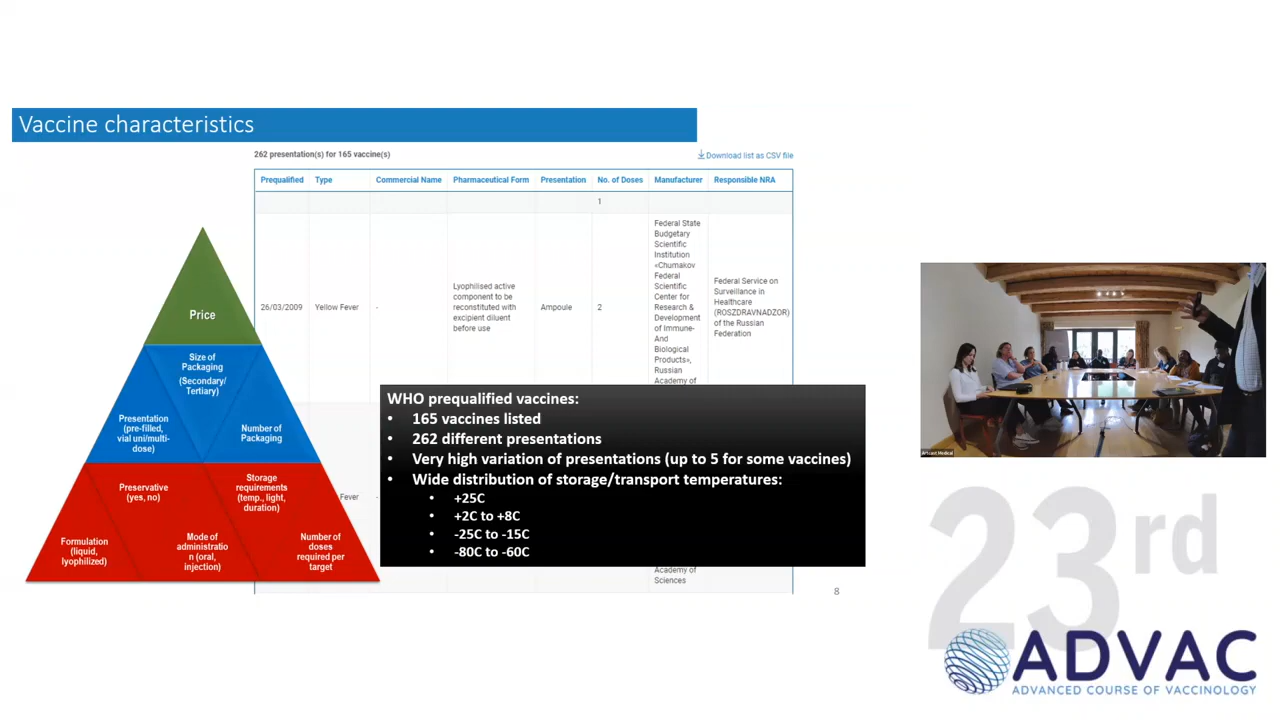 Vaccine characteristics
262 presentation(s) for 165 vaccine(s)
Download list as CSV file
Prequalified
Type
Commercial Name
Pharmaceutical Form
Presentation
No. of Doses
Manufacturer
Responsible NRA
1
26/03/2009
Yellow Fever
-
Lyophilised active
component to be
reconstituted with
excipient diluent
before use
Ampoule
2
Federal State
Budgetary
Scientific
Institution
«Chumakov
Federal
Scientific
Center for
Research &
Development
of Immune-
And
Biological
Products»,
Russian
Academy of
Federal Service on
Surveillance in
Healthcare
(ROSZDRAVNADZOR)
of the Russian
Federation
Fever
-
Academy of
Sciences
Price
Size of
Packaging
(Secondary/
Tertiary)
Presentation
(pre-filled,
vial uni/multi-
dose)
Number of
Packaging
Preservative
(yes, no)
Storage
requirements
(temp., light,
duration)
Formulation
(liquid,
lyophilized)
Mode of
administratio
n (oral,
injection)
Number of
doses
required per
target
WHO prequalified vaccines:
• 165 vaccines listed
• 262 different presentations
• Very high variation of presentations (up to 5 for some vaccines)
• Wide distribution of storage/transport temperatures:
• +25C
• +2C to +8C
• -25C to -15C
• -80C to -60C
8
Artcast Medical
23rd
ADVAC
ADVANCED COURSE OF VACCINOLOGY